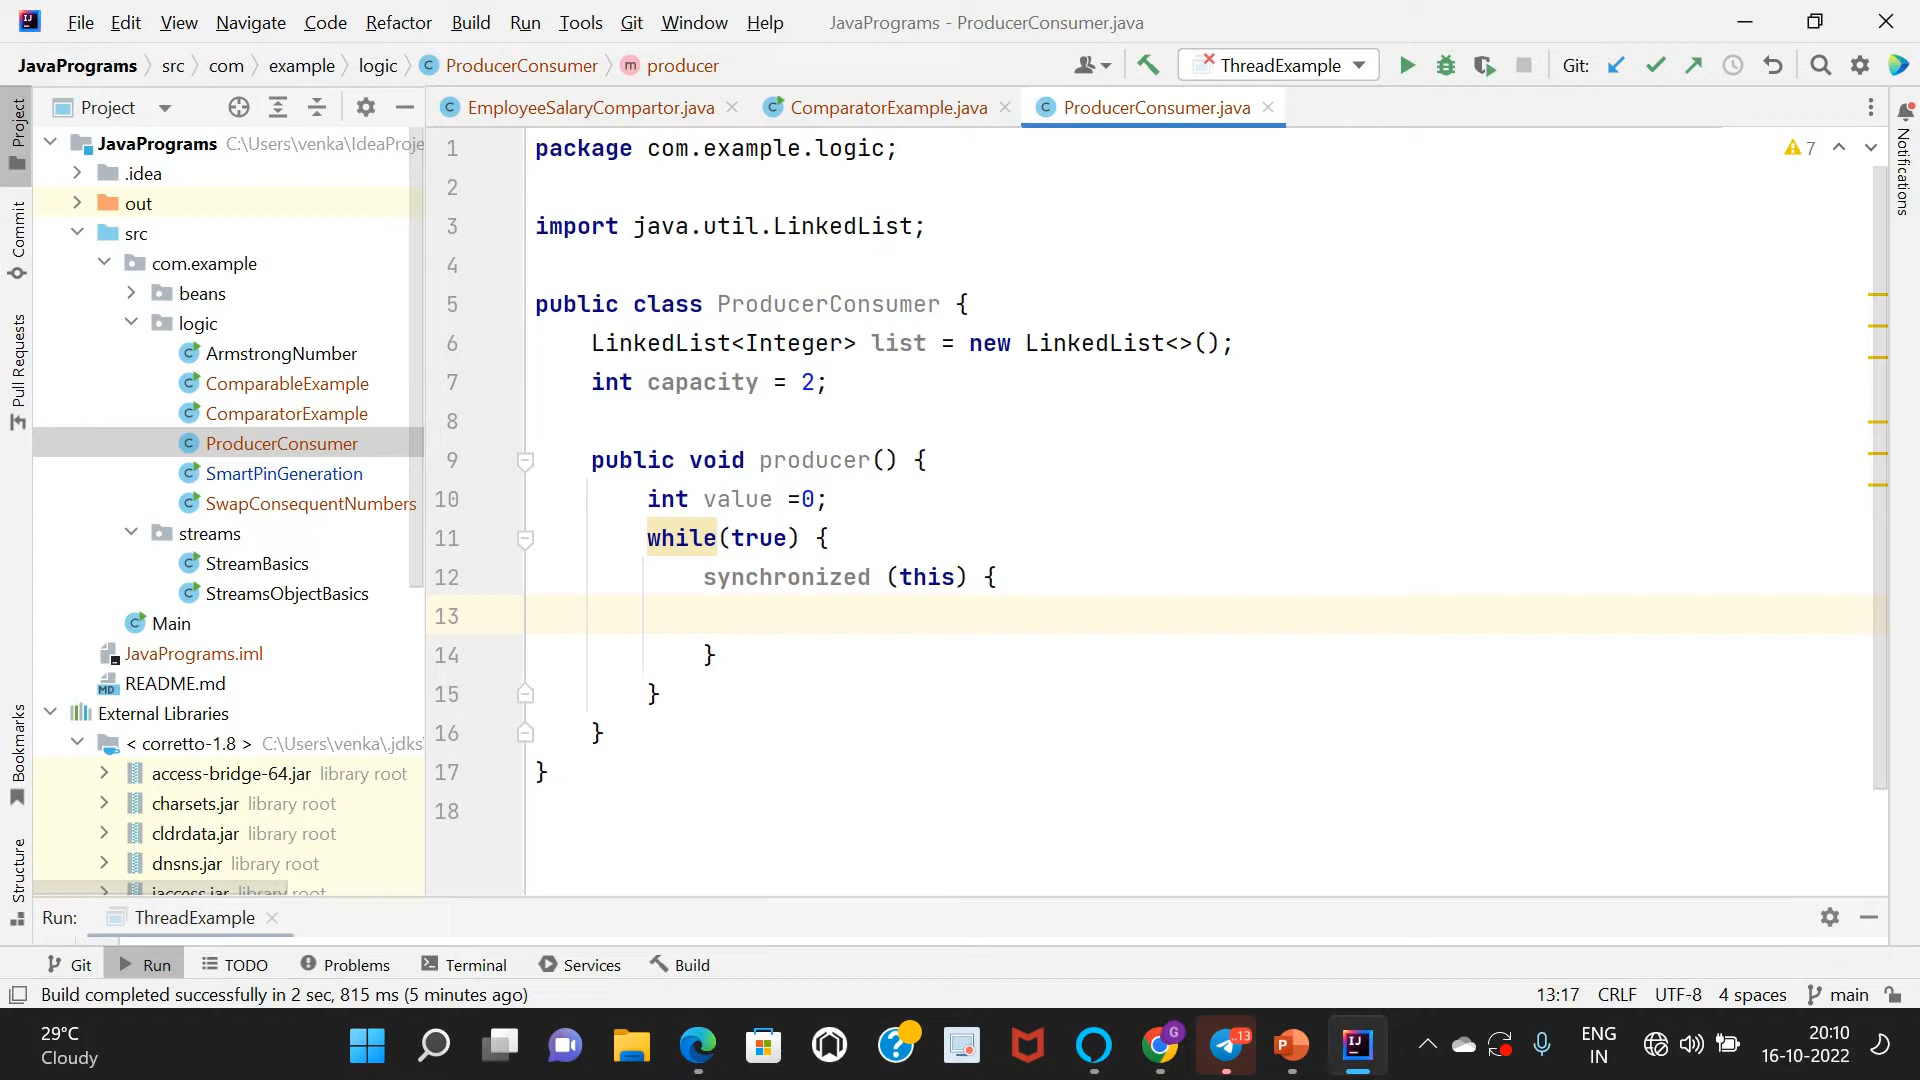 File Edit View Navigate Code Refactor Build Run Tools Git Window Help JavaPrograms - ProducerConsumer.java
JavaPrograms src com example logic ProducerConsumer producer ThreadExample Git:
Project EmployeeSalaryCompartor.java ComparatorExample.java ProducerConsumer.java
JavaPrograms C:\Users\venka\IdeaProje
.idea
out
src
com.example
beans
logic
ArmstrongNumber
ComparableExample
ComparatorExample
ProducerConsumer
SmartPinGeneration
SwapConsequentNumbers
streams
StreamBasics
StreamsObjectBasics
Main
JavaPrograms.iml
README.md
External Libraries
< corretto-1.8 > C:\Users\venka\.jdks
access-bridge-64.jar library root
charsets.jar library root
cldrdata.jar library root
dnsns.jar library root
jaccess.jar library root
Project
Commit
Pull Requests
Bookmarks
Structure
1 package com.example.logic;
2
3 import java.util.LinkedList;
4
5 public class ProducerConsumer {
6 LinkedList<Integer> list = new LinkedList<>();
7 int capacity = 2;
8
9 public void producer() {
10 int value =0;
11 while(true) {
12 synchronized (this) {
13
14 }
15 }
16 }
17 }
18
7
Notifications
Run: ThreadExample
Git Run TODO Problems Terminal Services Build
Build completed successfully in 2 sec, 815 ms (5 minutes ago) 13:17 CRLF UTF-8 4 spaces main
29°C
Cloudy
G
..13
ENG
IN
20:10
16-10-2022